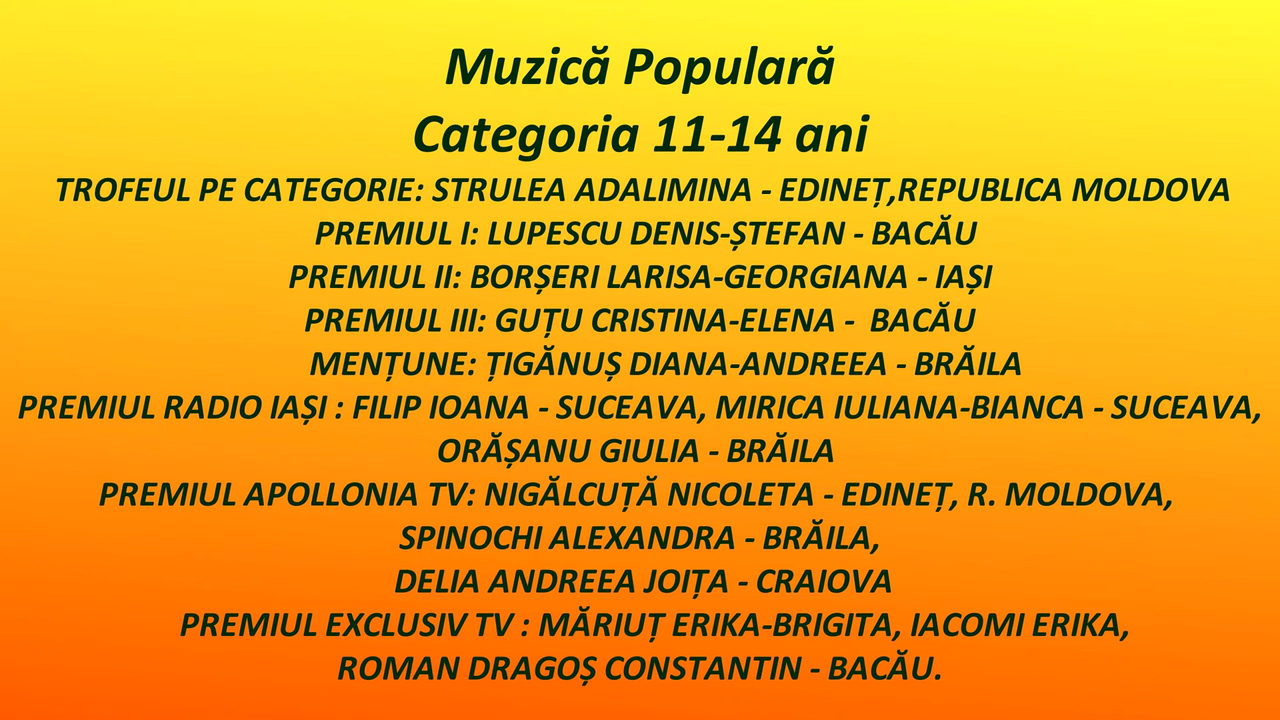 Muzică Populară
Categoria 11-14 ani
TROFEUL PE CATEGORIE: STRULEA ADALIMINA - EDINEȚ,REPUBLICA MOLDOVA
PREMIUL I: LUPESCU DENIS-ȘTEFAN - BACĂU
PREMIUL II: BORȘERI LARISA-GEORGIANA - IAȘI
PREMIUL III: GUȚU CRISTINA-ELENA - BACĂU
MENȚUNE: ȚIGĂNUȘ DIANA-ANDREEA - BRĂILA
PREMIUL RADIO IAȘI : FILIP IOANA - SUCEAVA, MIRICA IULIANA-BIANCA - SUCEAVA,
ORĂȘANU GIULIA - BRĂILA
PREMIUL APOLLONIA TV: NIGĂLCUȚĂ NICOLETA - EDINEȚ, R. MOLDOVA,
SPINOCHI ALEXANDRA - BRĂILA,
DELIA ANDREEA JOIȚA - CRAIOVA
PREMIUL EXCLUSIV TV : MĂRIUȚ ERIKA-BRIGITA, IACOMI ERIKA,
ROMAN DRAGOȘ CONSTANTIN - BACĂU.